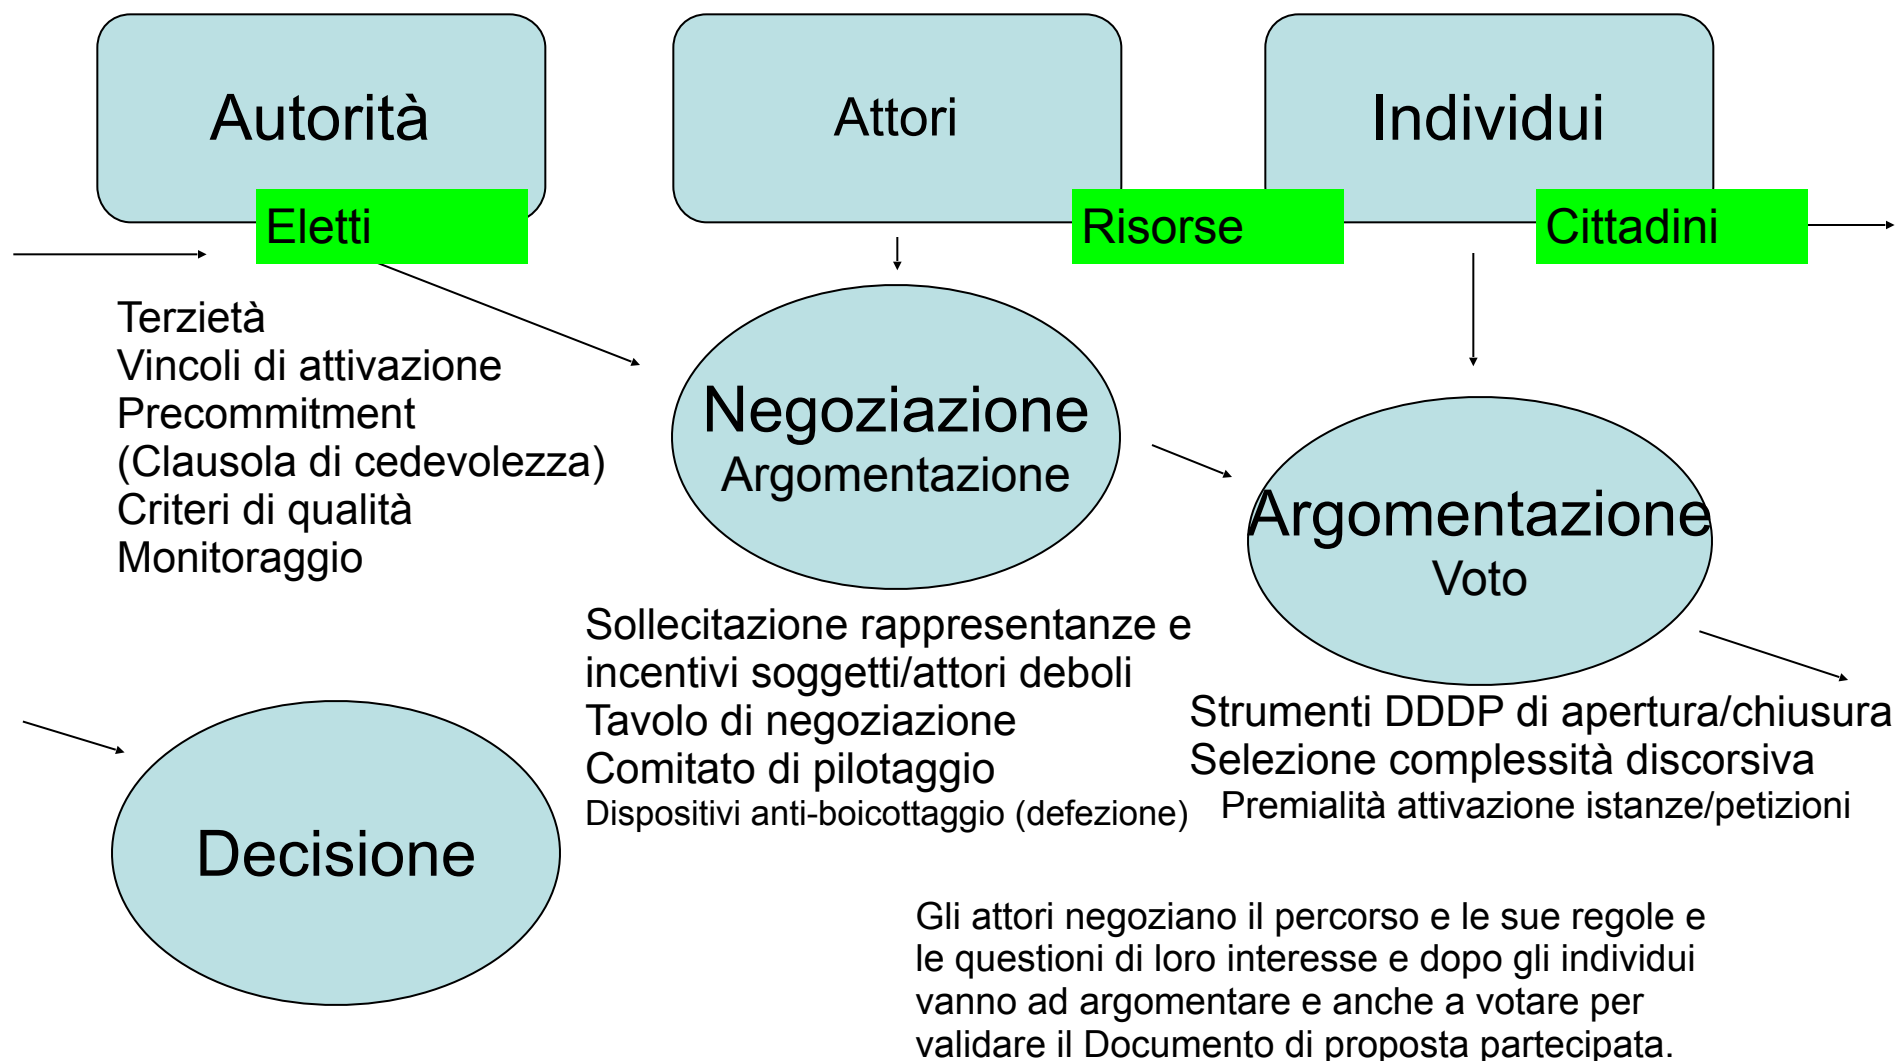 Autorità
Attori
Individui
Eletti
Risorse
Cittadini
Terzietà
Vincoli di attivazione
Precommitment
(Clausola di cedevolezza)
Criteri di qualità
Monitoraggio
Negoziazione
Argomentazione
Argomentazione
Voto
Sollecitazione rappresentanze e
incentivi soggetti/attori deboli
Tavolo di negoziazione
Comitato di pilotaggio
Dispositivi anti-boicottaggio (defezione)
Strumenti DDDP di apertura/chiusura
Selezione complessità discorsiva
Premialità attivazione istanze/petizioni
Decisione
Gli attori negoziano il percorso e le sue regole e
le questioni di loro interesse e dopo gli individui
vanno ad argomentare e anche a votare per
validare il Documento di proposta partecipata.